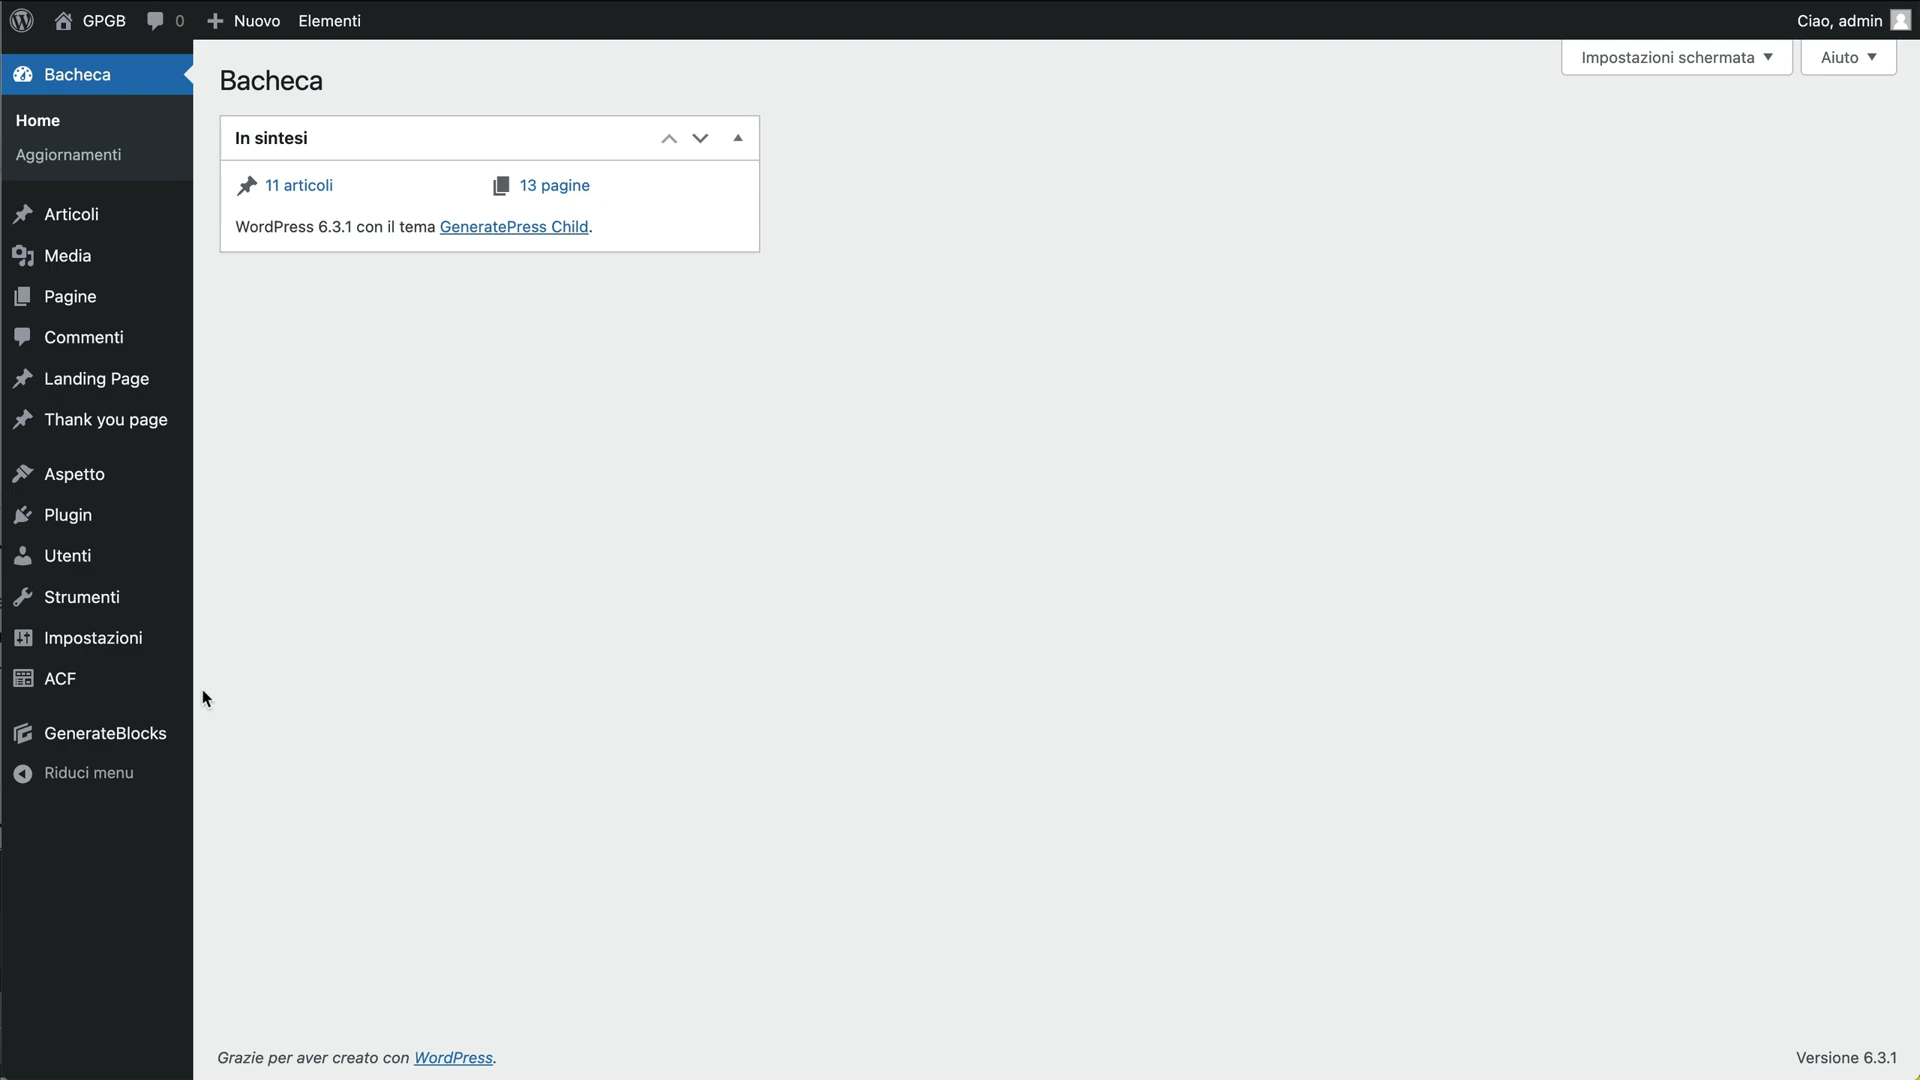 GPGB 0 Nuovo Elementi Ciao, admin
Impostazioni schermata Aiuto
Bacheca
Home
Aggiornamenti
Articoli
Media
Pagine
Commenti
Landing Page
Thank you page
Aspetto
Plugin
Utenti
Strumenti
Impostazioni
ACF
GenerateBlocks
Riduci menu
Bacheca
In sintesi
11 articoli 13 pagine
WordPress 6.3.1 con il tema GeneratePress Child.
Grazie per aver creato con WordPress. Versione 6.3.1